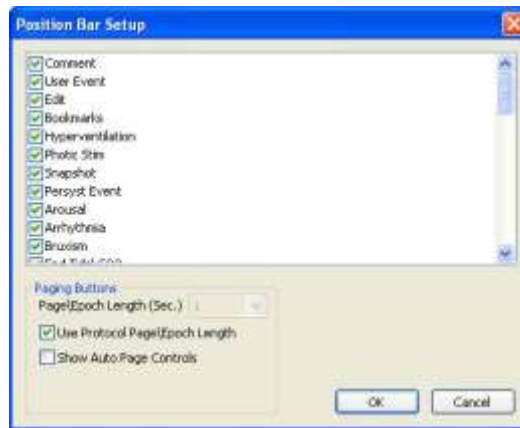 Position Bar Setup
Comment
User Event
Edit
Bookmarks
Hyperventilation
Photic Stim
Snapshot
Persyst Event
Arousal
Arrhythmia
Bruxism
Paging Buttons
Page\Epoch Length (Sec.) 1
Use Protocol Page\Epoch Length
Show Auto Page Controls
OK Cancel